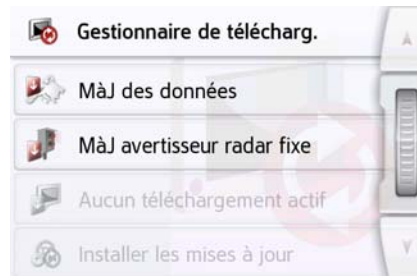 Gestionnaire de télécharg.
MàJ des données
MàJ avertisseur radar fixe
Aucun téléchargement actif
Installer les mises à jour